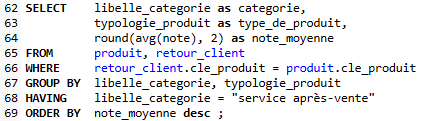 62 SELECT libelle_categorie as categorie,
63 typologie_produit as type_de_produit,
64 round(avg(note), 2) as note_moyenne
65 FROM produit, retour_client
66 WHERE retour_client.cle_produit = produit.cle_produit
67 GROUP BY libelle_categorie, typologie_produit
68 HAVING libelle_categorie = "service après-vente"
69 ORDER BY note_moyenne desc ;